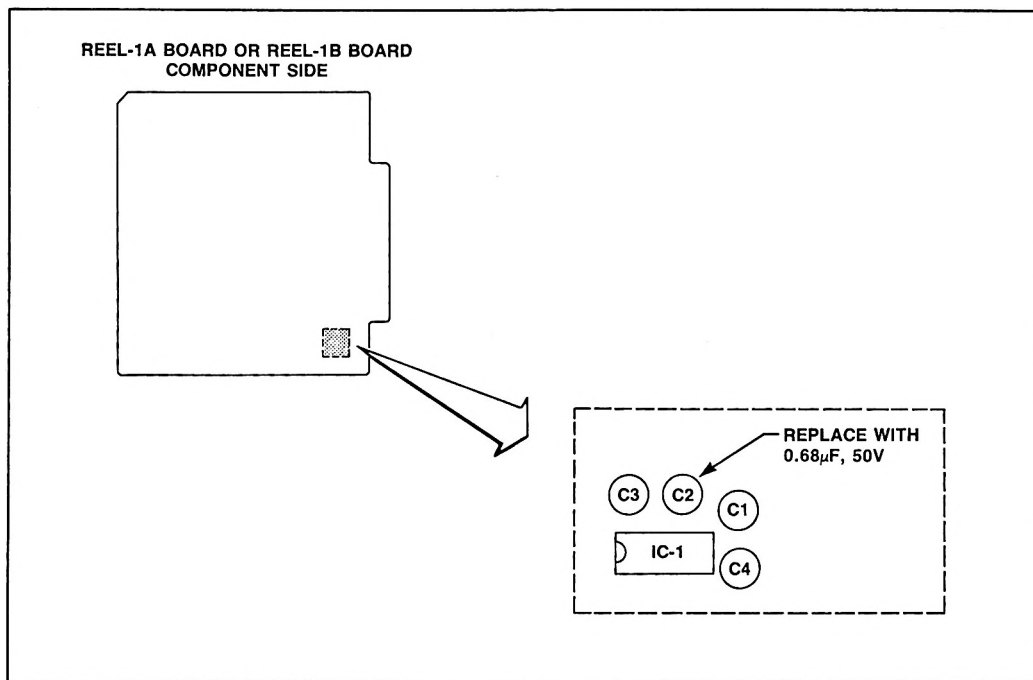 REEL-1A BOARD OR REEL-1B BOARD
COMPONENT SIDE
REPLACE WITH
0.68µF, 50V
C3
C2
C1
IC-1
C4